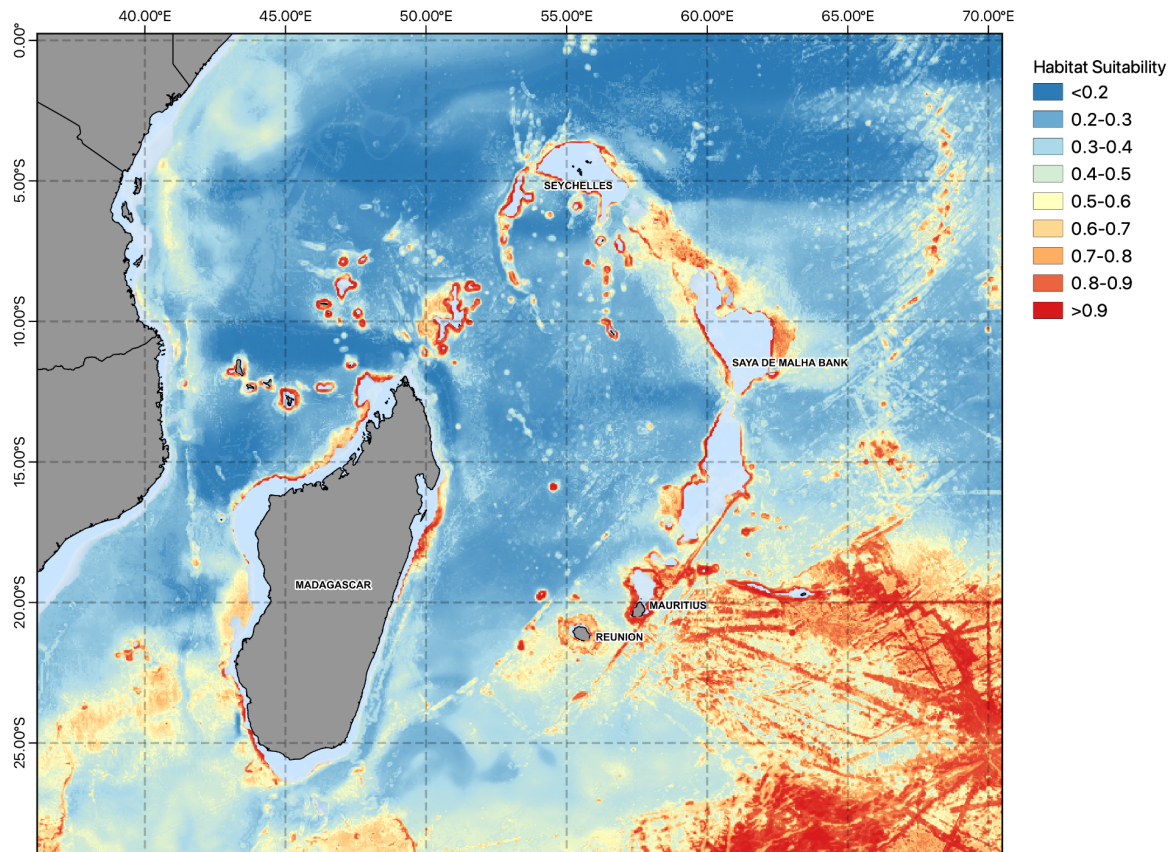 40.00°E 45.00°E 50.00°E 55.00°E 60.00°E 65.00°E 70.00°E
0.00°
5.00°S
10.00°S
15.00°S
20.00°S
25.00°S
SEYCHELLES
SAYA DE MALHA BANK
MADAGASCAR
MAURITIUS
REUNION
Habitat Suitability
<0.2
0.2-0.3
0.3-0.4
0.4-0.5
0.5-0.6
0.6-0.7
0.7-0.8
0.8-0.9
>0.9